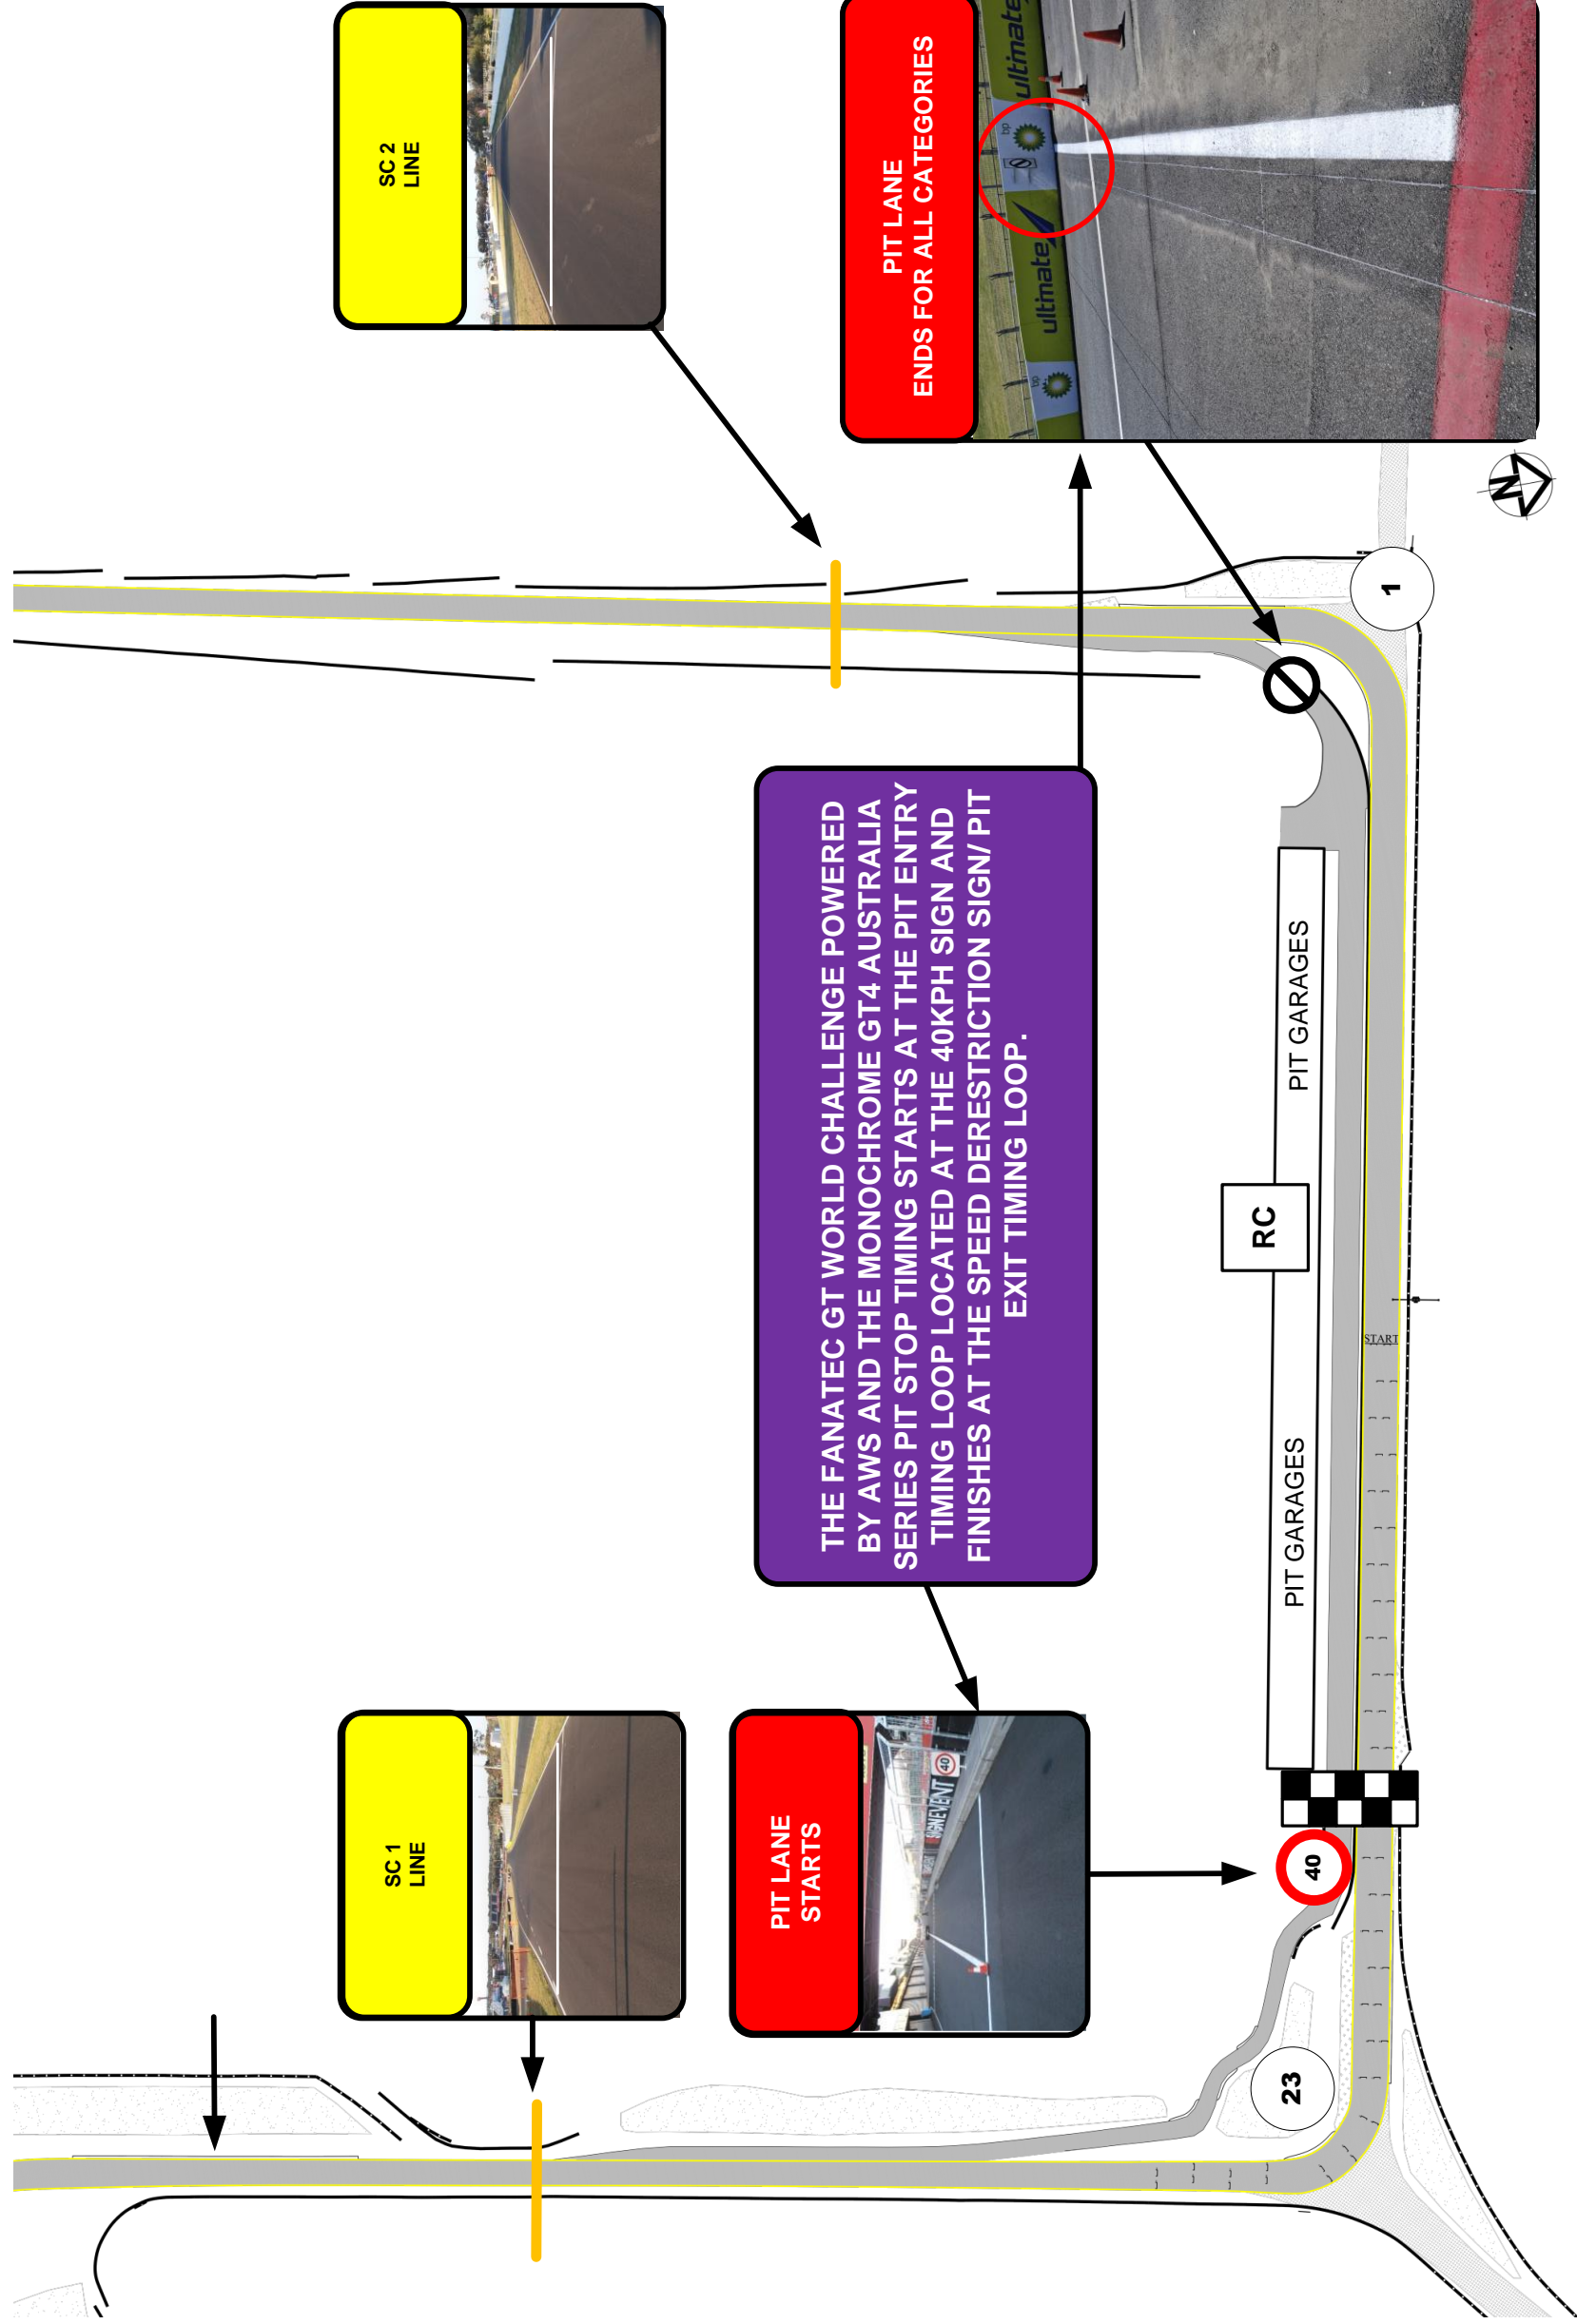 SC 1
LINE
SC 2
LINE
PIT LANE
STARTS
SIGNEVENT
40
PIT LANE
ENDS FOR ALL CATEGORIES
bp
ultimate
bp
ultimate
THE FANATEC GT WORLD CHALLENGE POWERED
BY AWS AND THE MONOCHROME GT4 AUSTRALIA
SERIES PIT STOP TIMING STARTS AT THE PIT ENTRY
TIMING LOOP LOCATED AT THE 40KPH SIGN AND
FINISHES AT THE SPEED DERESTRICTION SIGN/ PIT
EXIT TIMING LOOP.
23
40
PIT GARAGES
RC
PIT GARAGES
START
1
N